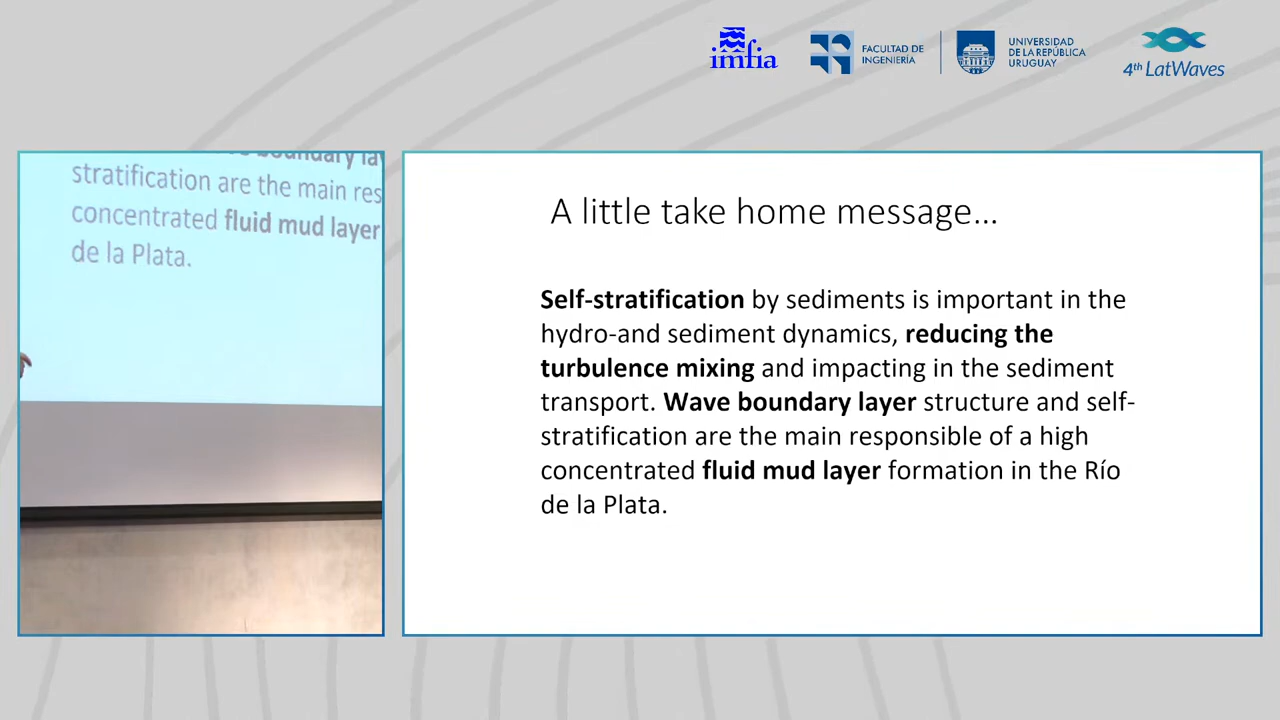 imfia
FACULTAD DE
INGENIERÍA
UNIVERSIDAD
DE LA REPÚBLICA
URUGUAY
4th LatWaves
boundary
stratification are the main res
concentrated fluid mud layer
de la Plata.
A little take home message...
Self-stratification by sediments is important in the
hydro-and sediment dynamics, reducing the
turbulence mixing and impacting in the sediment
transport. Wave boundary layer structure and self-
stratification are the main responsible of a high
concentrated fluid mud layer formation in the Río
de la Plata.